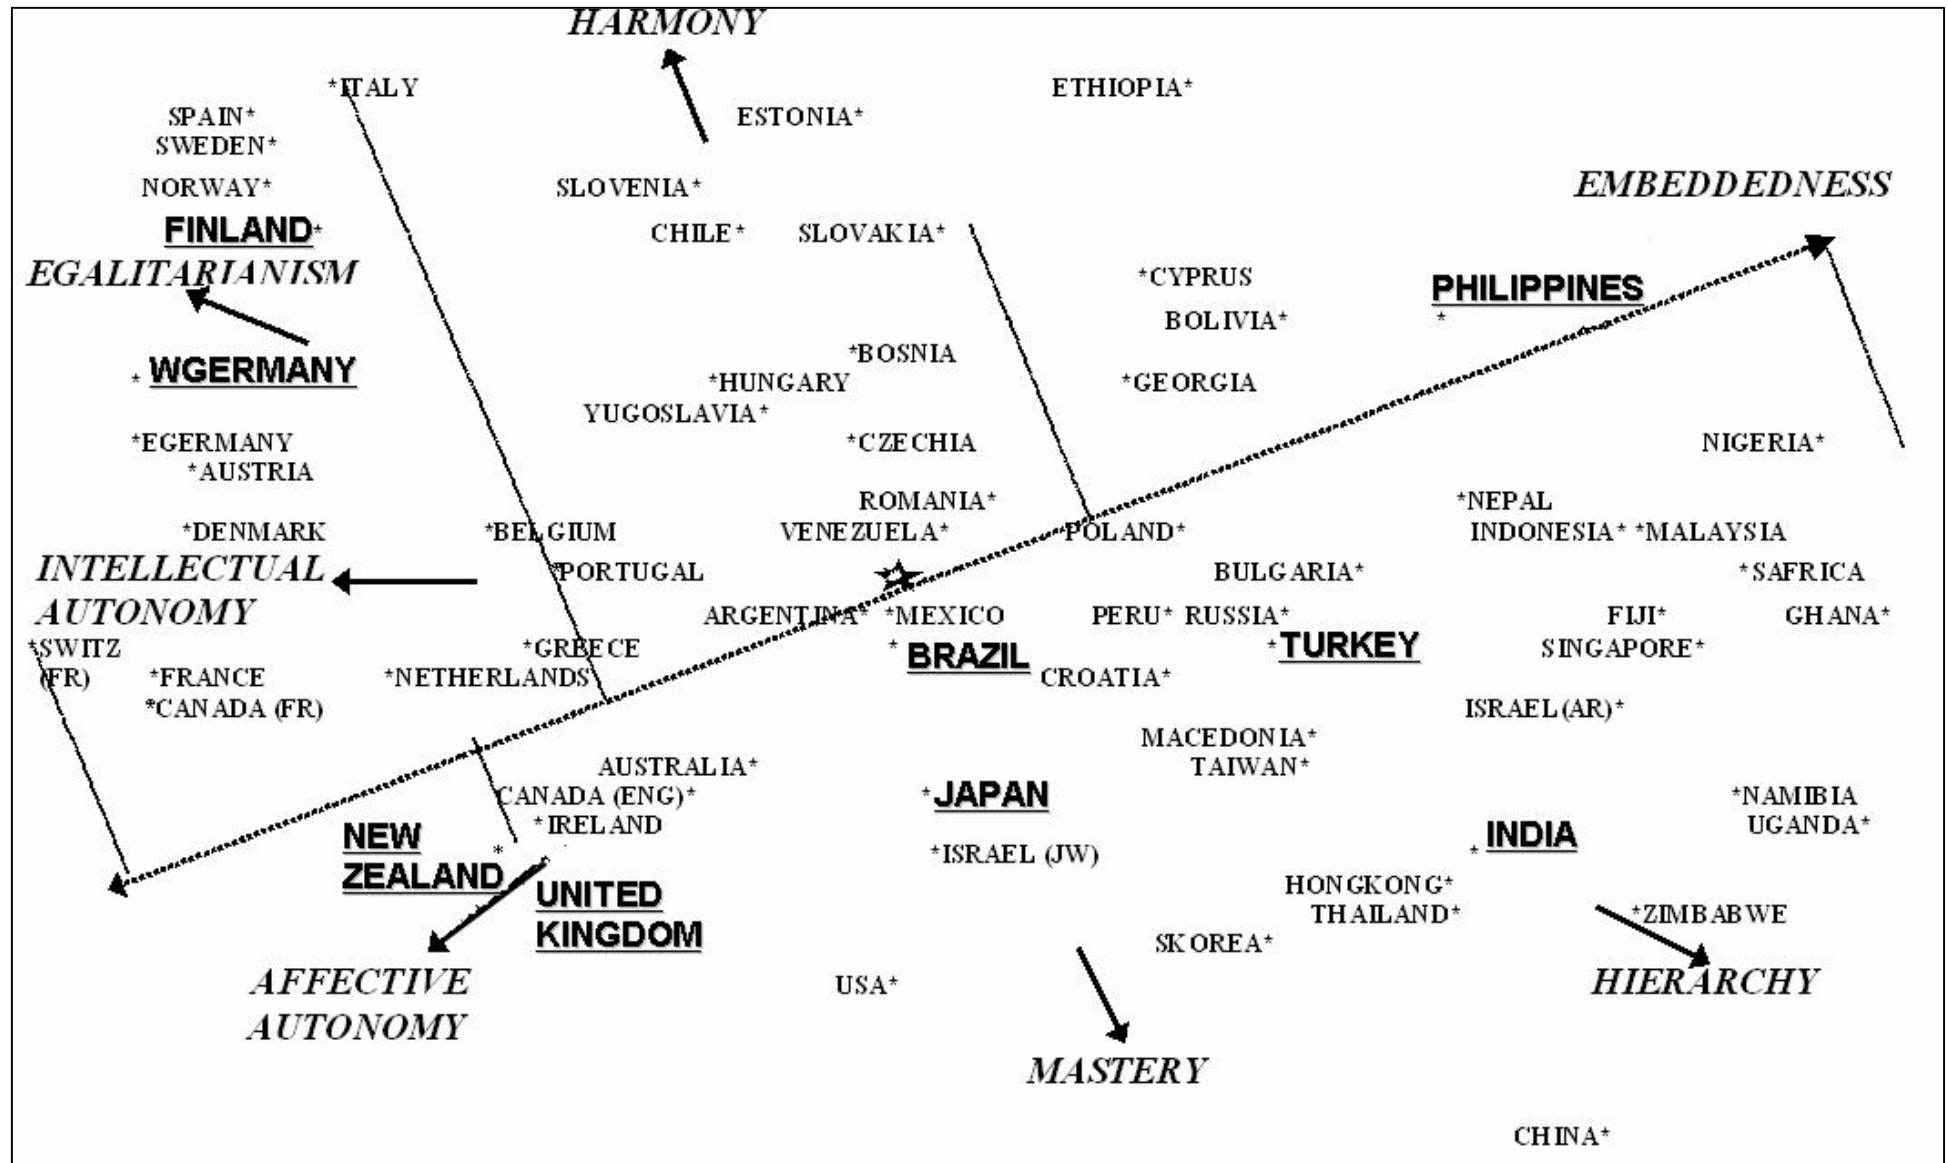 HARMONY
*ITALY
ETHIOPIA*
SPAIN*
ESTONIA*
SWEDEN*
NORWAY*
SLOVENIA*
EMBEDDEDNESS
FINLAND*
CHILE*
SLOVAKIA*
EGALITARIANISM
*CYPRUS
PHILIPPINES
*
BOLIVIA*
*BOSNIA
* WGERMANY
*HUNGARY
*GEORGIA
YUGOSLAVIA*
*EGERMANY
*CZECHIA
NIGERIA*
*AUSTRIA
ROMANIA*
*NEPAL
*DENMARK
*BELGIUM
VENEZUELA*
POLAND*
INDONESIA*
*MALAYSIA
INTELLECTUAL
AUTONOMY
*PORTUGAL
BULGARIA*
*SAFRICA
ARGENTINA*
*MEXICO
PERU*
RUSSIA*
FIJI*
GHANA*
*SWITZ
(FR)
*GREECE
*BRAZIL
*TURKEY
SINGAPORE*
*FRANCE
*NETHERLANDS
CROATIA*
*CANADA (FR)
ISRAEL(AR)*
MACEDONIA*
AUSTRALIA*
TAIWAN*
CANADA (ENG)*
*JAPAN
*NAMIBIA
*IRELAND
UGANDA*
NEW
ZEALAND
*
*INDIA
*ISRAEL (JW)
UNITED
KINGDOM
HONGKONG*
THAILAND*
*ZIMBABWE
SKOREA*
AFFECTIVE
AUTONOMY
USA*
HIERARCHY
MASTERY
CHINA*